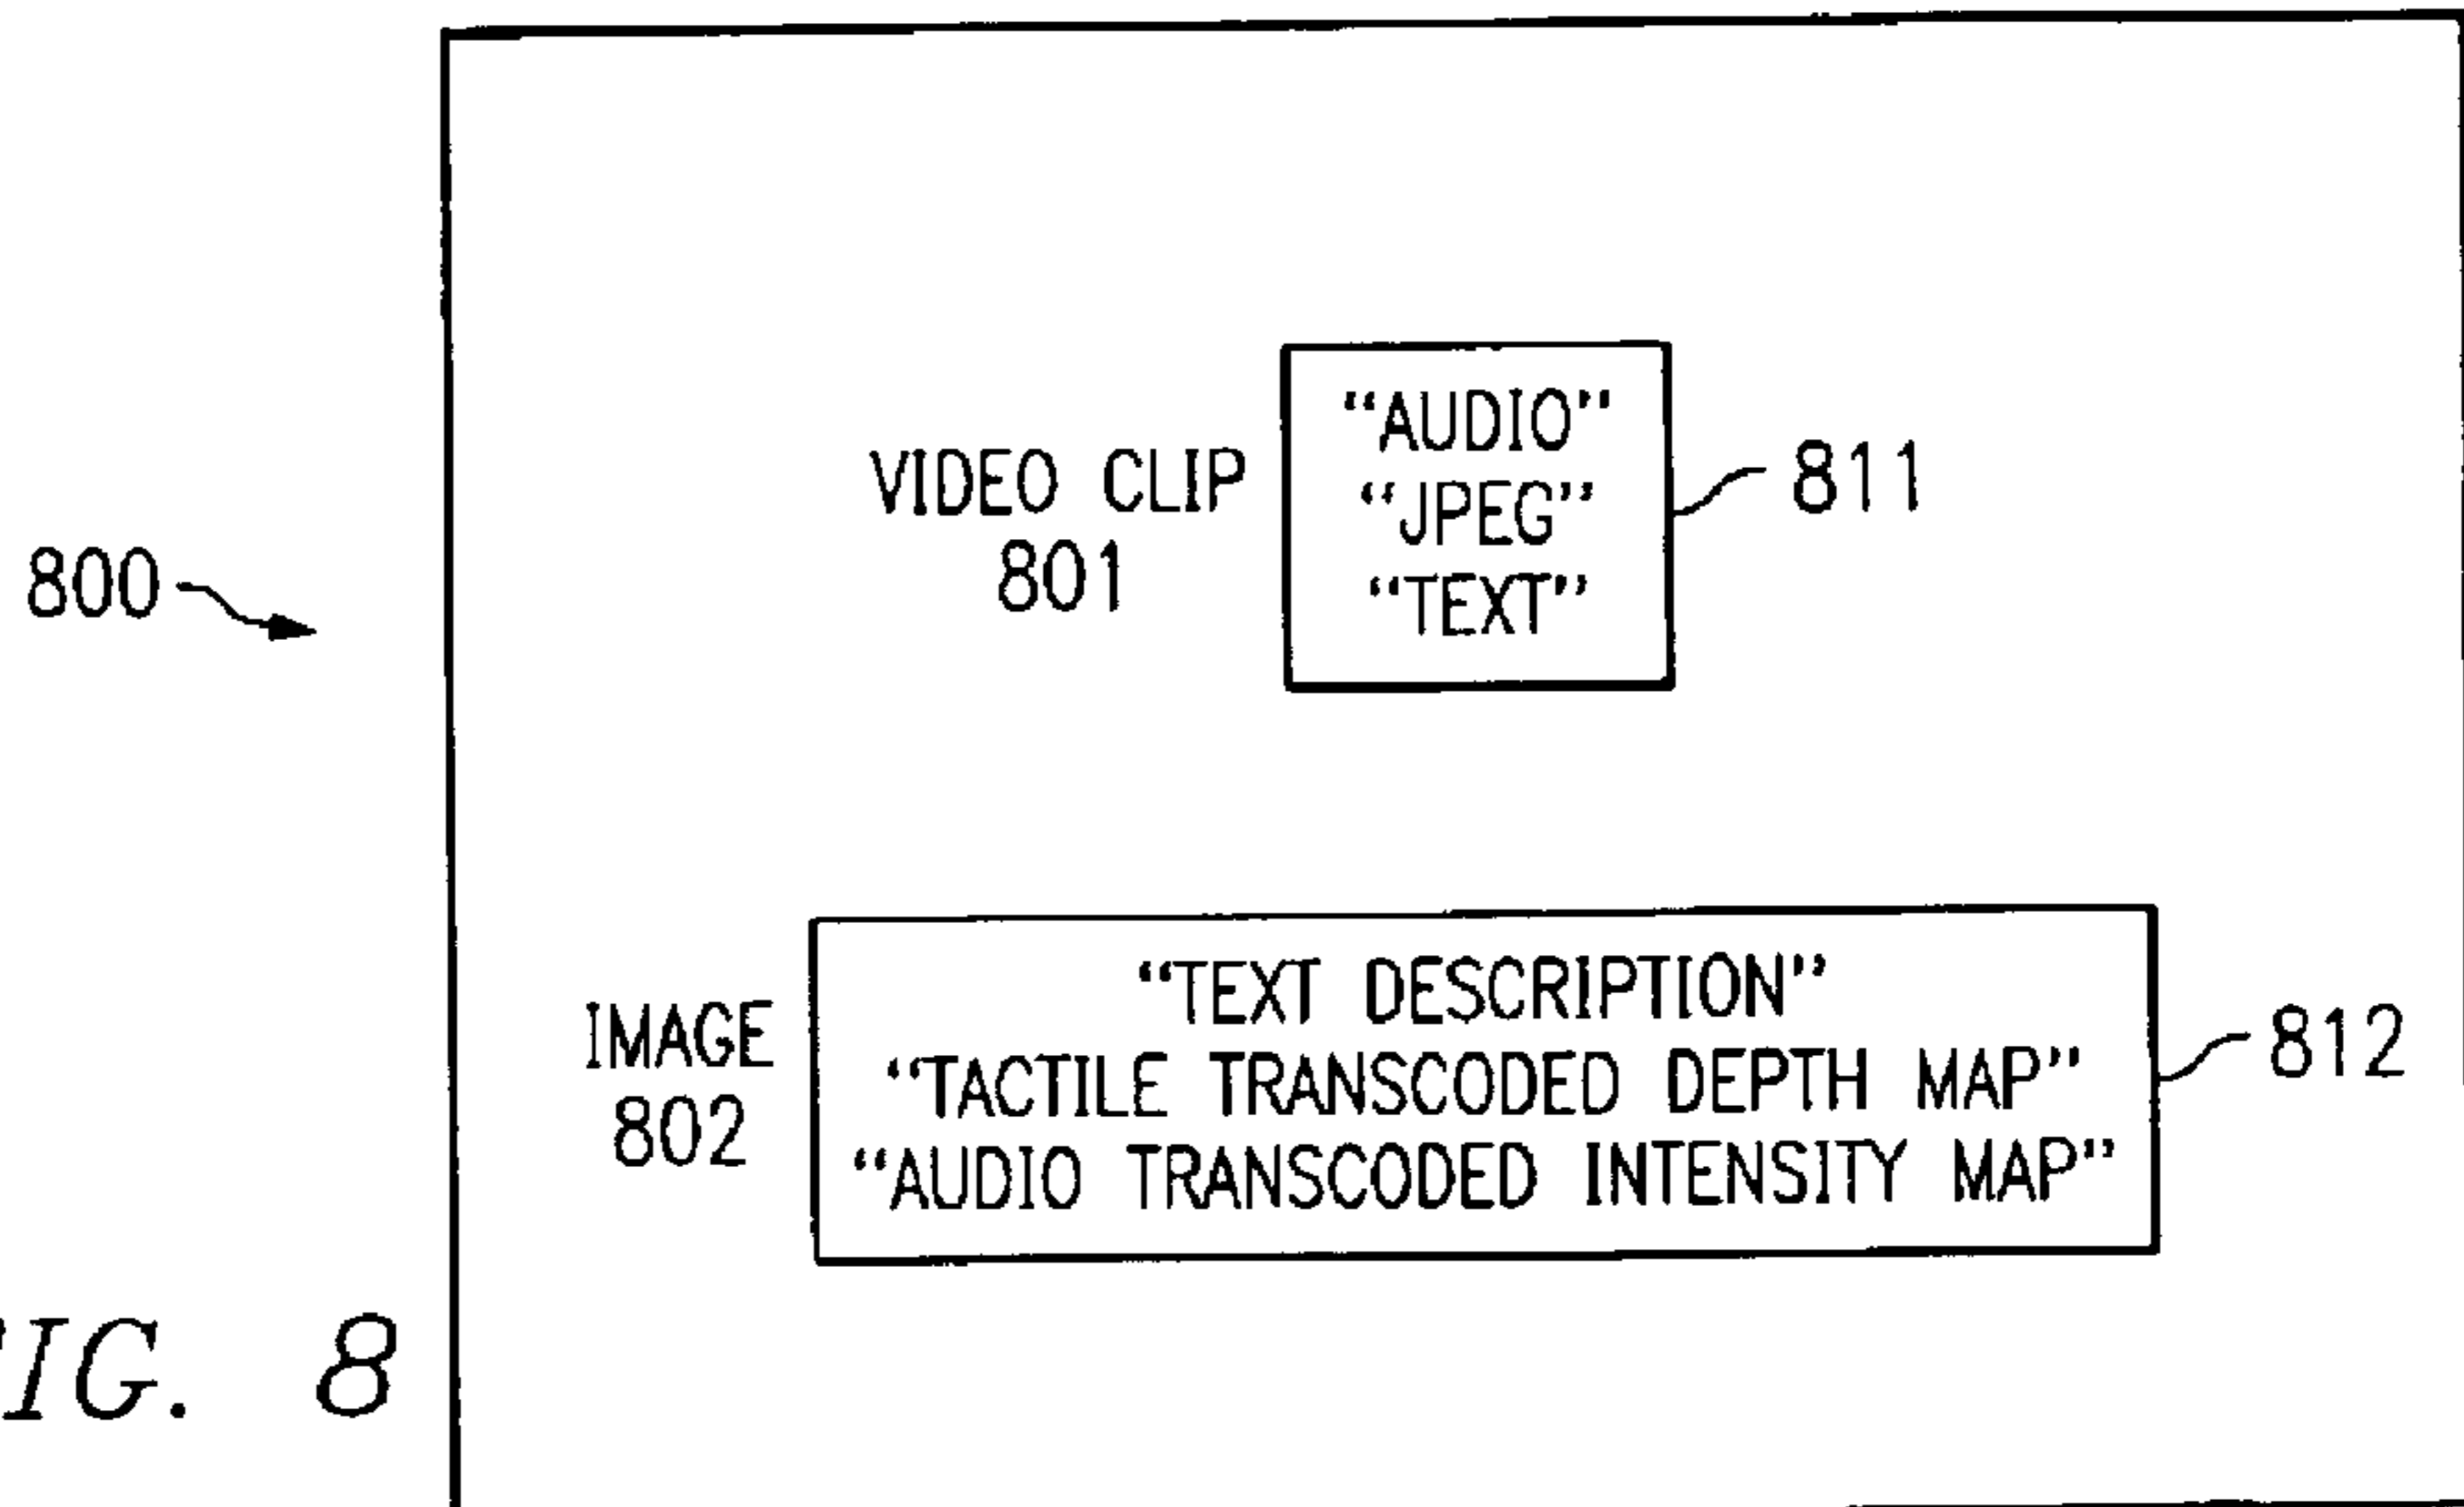 "AUDIO"
VIDEO CLIP "JPEG" 811
801 "TEXT"
800
"TEXT DESCRIPTION"
IMAGE "TACTILE TRANSCODED DEPTH MAP" 812
802 "AUDIO TRANSCODED INTENSITY MAP"
IG. 8